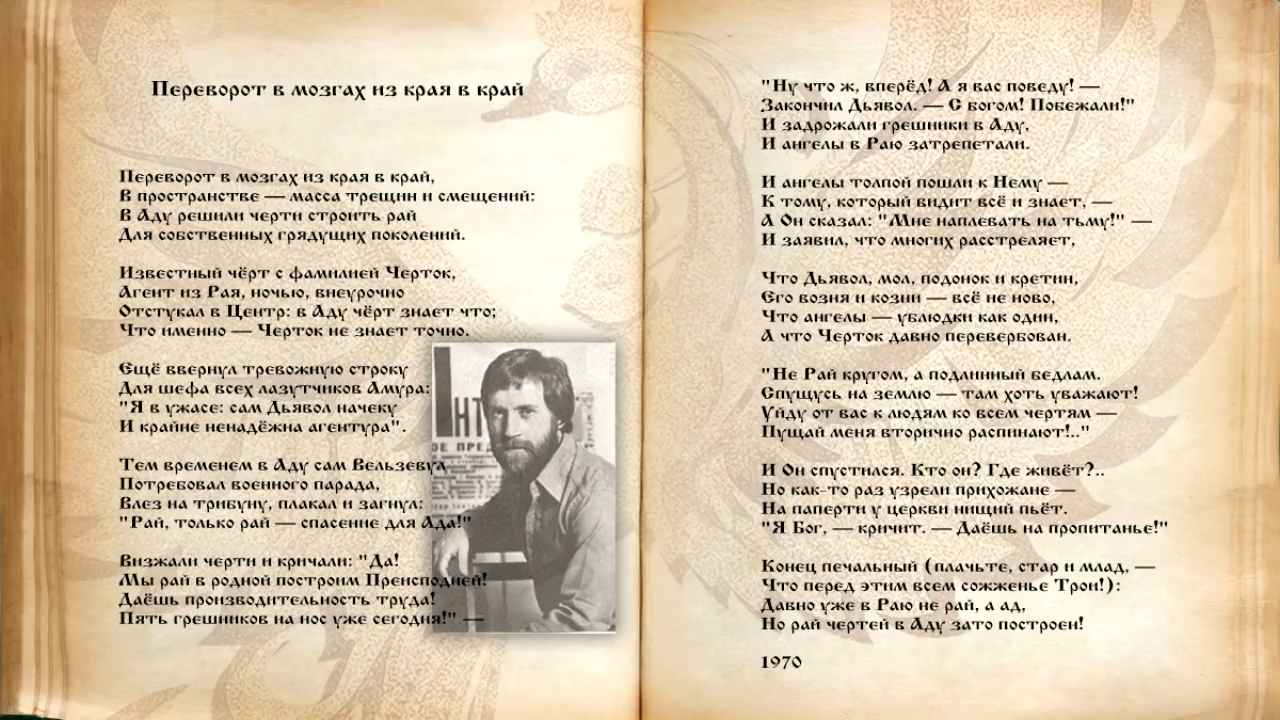 Переворот в мозгах из края в край
Переворот в мозгах из края в край,
В пространстве — масса трещин и смещений:
В Аду решили черти строить рай
Для собственных грядущих поколений.
Известный чёрт с фамилией Черток,
Агент из Рая, ночью, внеурочно
Отстукал в Центр: в Аду чёрт знает что;
Что именно — Черток не знает точно.
Ещё ввернул тревожную строку
Для шефа всех лазутчиков Амура:
"Я в ужасе: сам Дьявол начеку
И крайне ненадёжна агентура".
Тем временем в Аду сам Вельзевул
Потребовал военного парада,
Влез на трибуну, плакал и загнул:
"Рай, только рай — спасение для Ада!"
Визжали черти и кричали: "Да!
Мы рай в родной построим Преисподней!
Даёшь производительность труда!
Пять грешников на нос уже сегодня!" —
"Ну что ж, вперёд! А я вас поведу! —
Закончил Дьявол. — С богом! Побежали!"
И задрожали грешники в Аду,
И ангелы в Раю затрепетали.
И ангелы толпой пошли к Нему —
К тому, который видит всё и знает, —
А Он сказал: "Мне наплевать на тьму!" —
И заявил, что многих расстреляет,
Что Дьявол, мол, подонок и кретин,
Его возня и козни — всё не ново,
Что ангелы — ублюдки как один,
А что Черток давно перевербован.
"Не Рай кругом, а подлинный бедлам.
Спущусь на землю — там хоть уважают!
Уйду от вас к людям ко всем чертям —
Пущай меня вторично распинают!.."
И Он спустился. Кто он? Где живёт?..
Но как-то раз узрели прихожане —
На паперти у церкви нищий пьёт.
"Я Бог, — кричит. — Даёшь на пропитанье!"
Конец печальный (плачьте, стар и млад, —
Что перед этим всем сожженье Трои!):
Давно уже в Раю не рай, а ад,
Но рай чертей в Аду зато построен!
1970